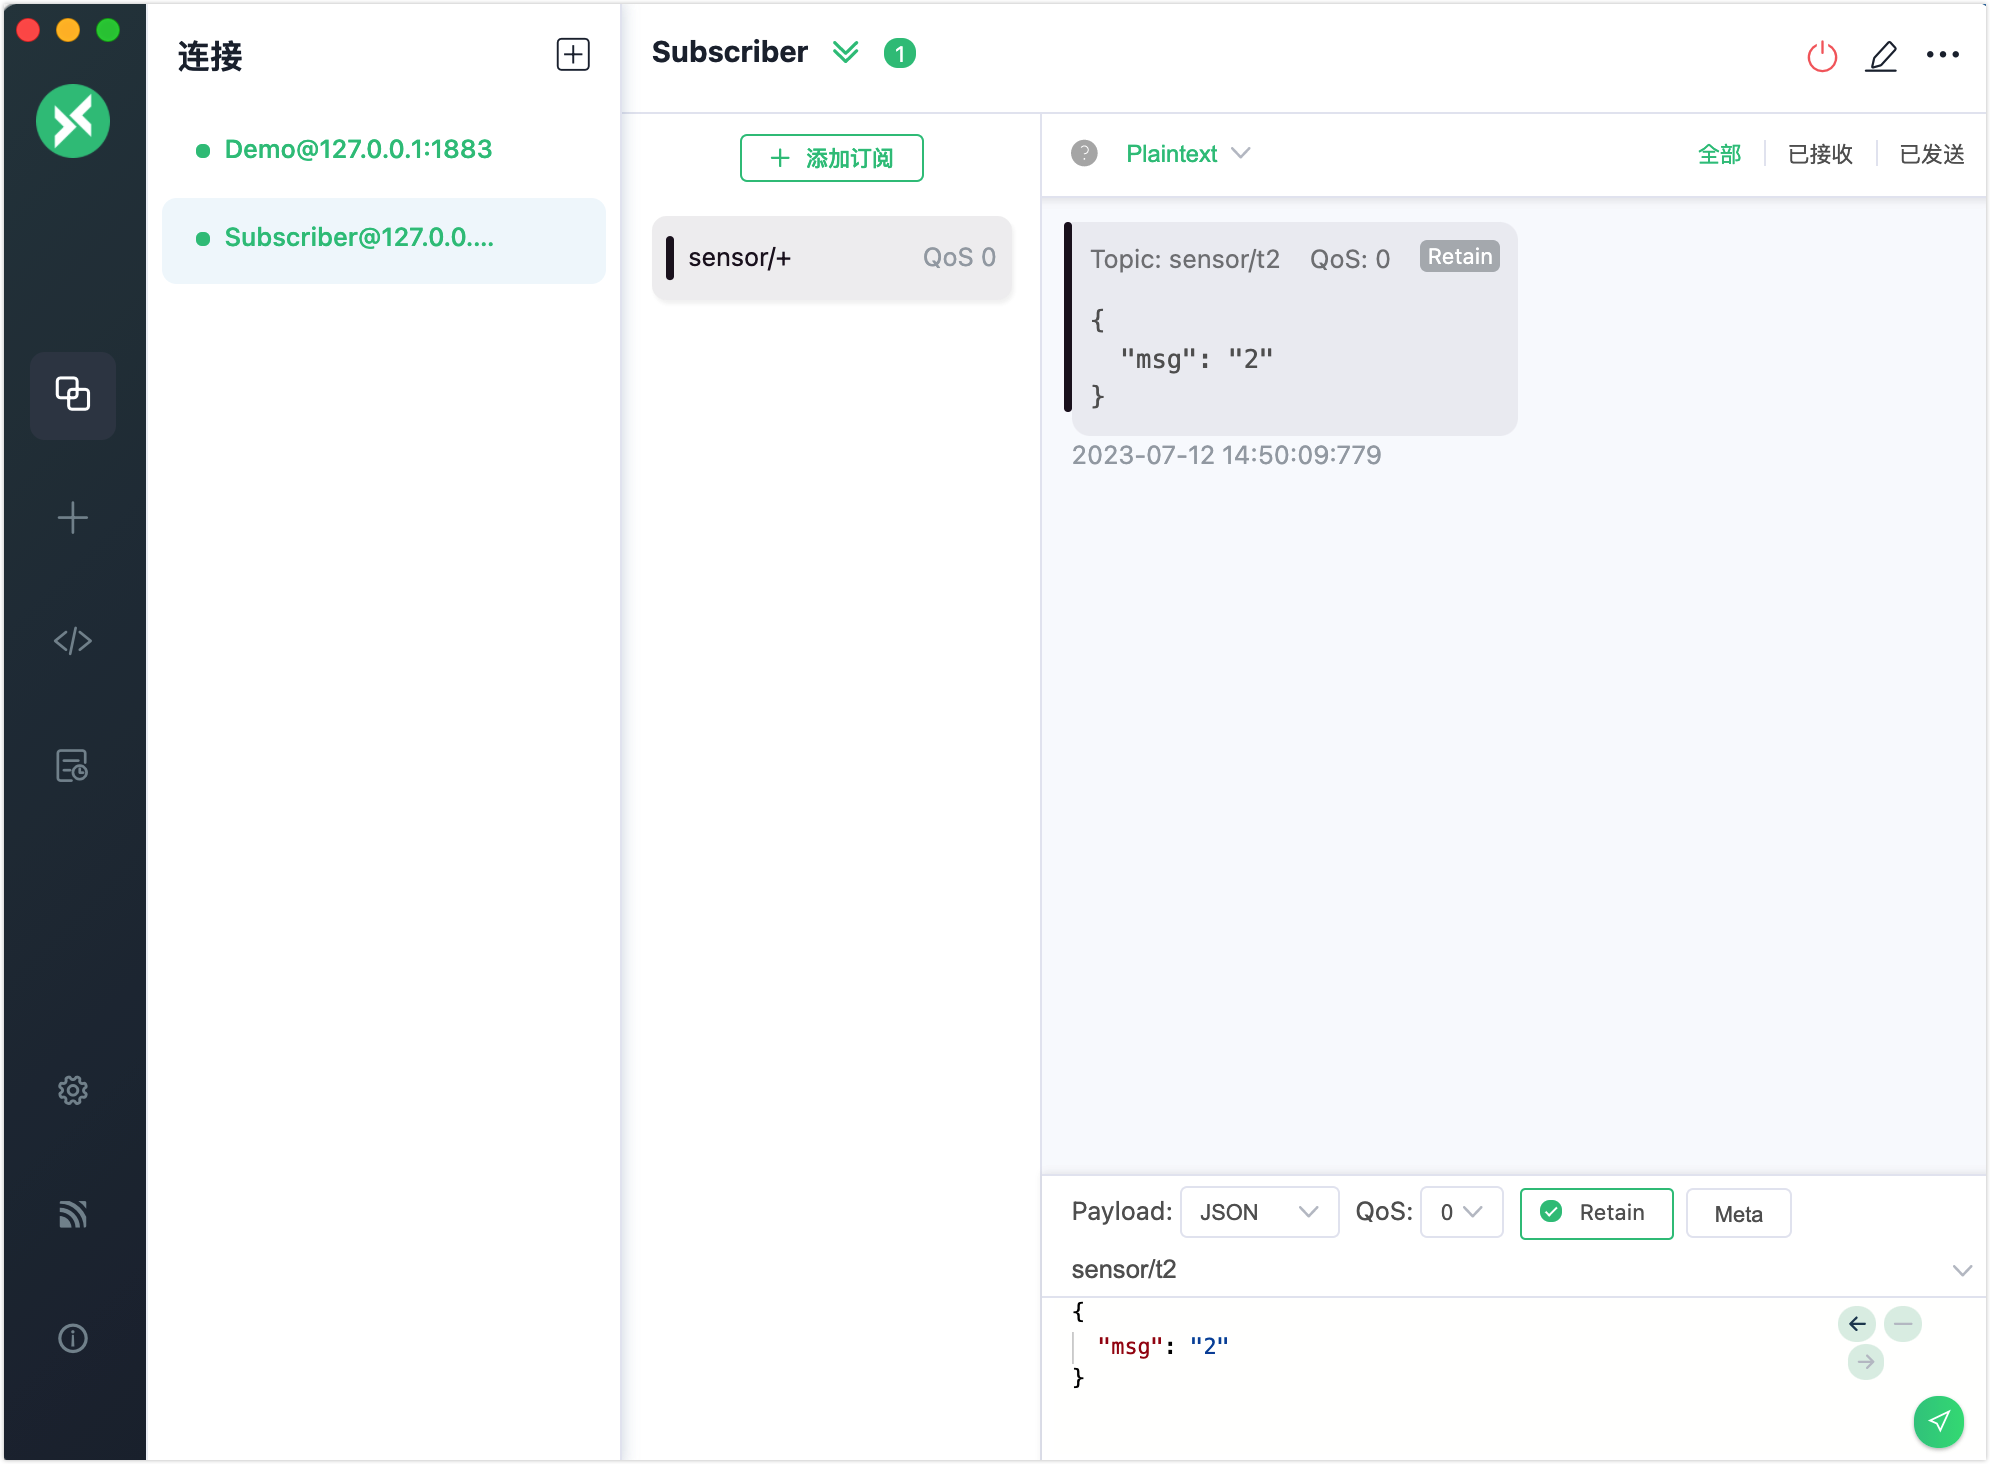 连接
Demo@127.0.0.1:1883
Subscriber@127.0.0....
Subscriber 1
添加订阅
sensor/+ QoS 0
Plaintext
全部 已接收 已发送
Topic: sensor/t2 QoS: 0 Retain
{
"msg": "2"
}
2023-07-12 14:50:09:779
Payload: JSON QoS: 0 Retain Meta
sensor/t2
{
"msg": "2"
}